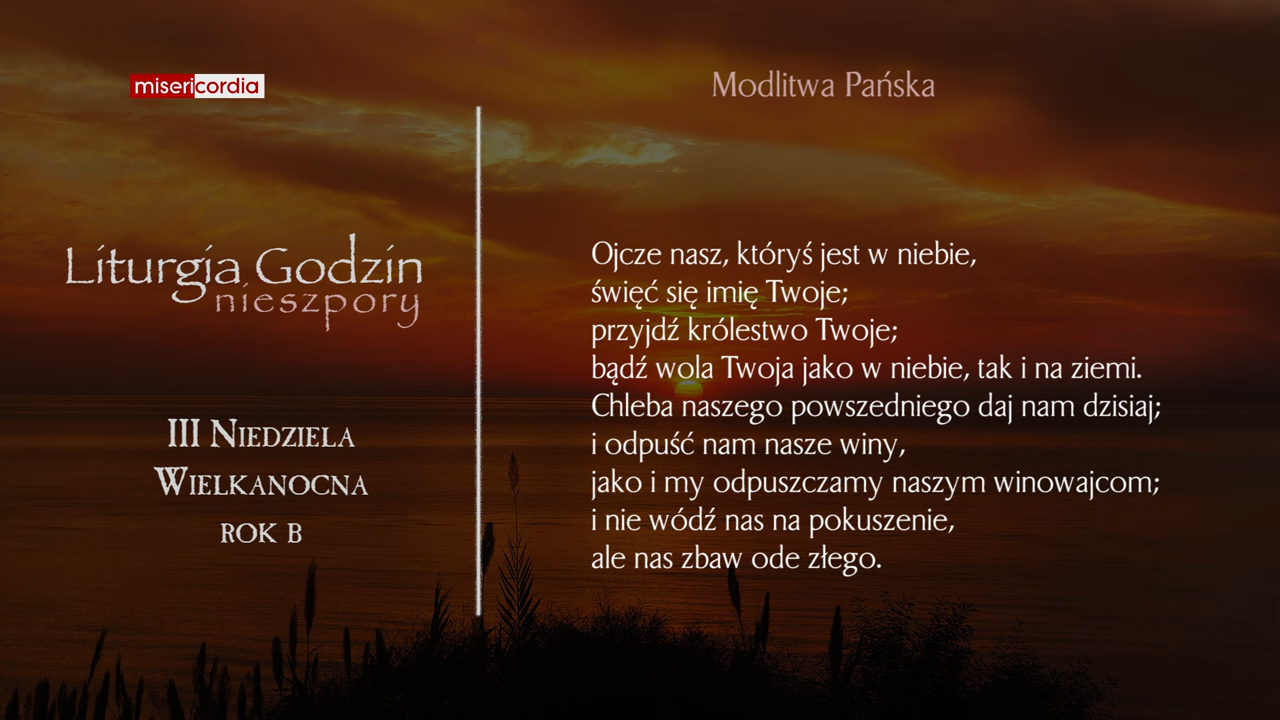 misericordia
Liturgia Godzin
nieszpory
III Niedziela
Wielkanocna
rok B
Modlitwa Pańska
Ojcze nasz, któryś jest w niebie,
święć się imię Twoje;
przyjdź królestwo Twoje;
bądź wola Twoja jako w niebie, tak i na ziemi.
Chleba naszego powszedniego daj nam dzisiaj;
i odpuść nam nasze winy,
jako i my odpuszczamy naszym winowajcom;
i nie wódź nas na pokuszenie,
ale nas zbaw ode złego.